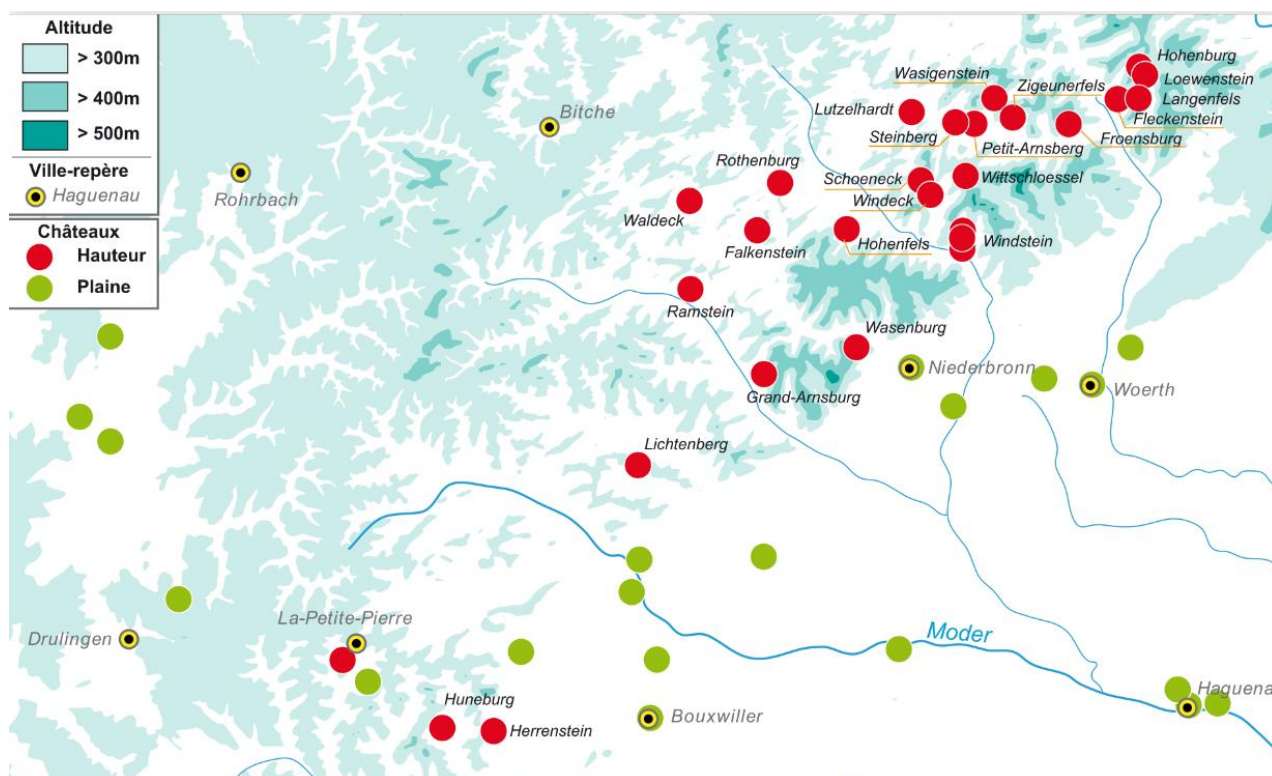 Altitude
> 300m
> 400m
> 500m
Ville-repère
Haguenau
Châteaux
Hauteur
Plaine
Hohenburg
Loewenstein
Wasigenstein
Zigeunerfels
Langenfels
Lutzelhardt
Fleckenstein
Bitche
Steinberg
Petit-Arnsberg
Froensburg
Rothenburg
Rohrbach
Schoeneck
Wittschloessel
Waldeck
Windeck
Falkenstein
Hohenfels
Windstein
Ramstein
Wasenburg
Niederbronn
Grand-Arnsburg
Woerth
Lichtenberg
La-Petite-Pierre
Drulingen
Moder
Huneburg
Haguena
Herrenstein
Bouxwiller